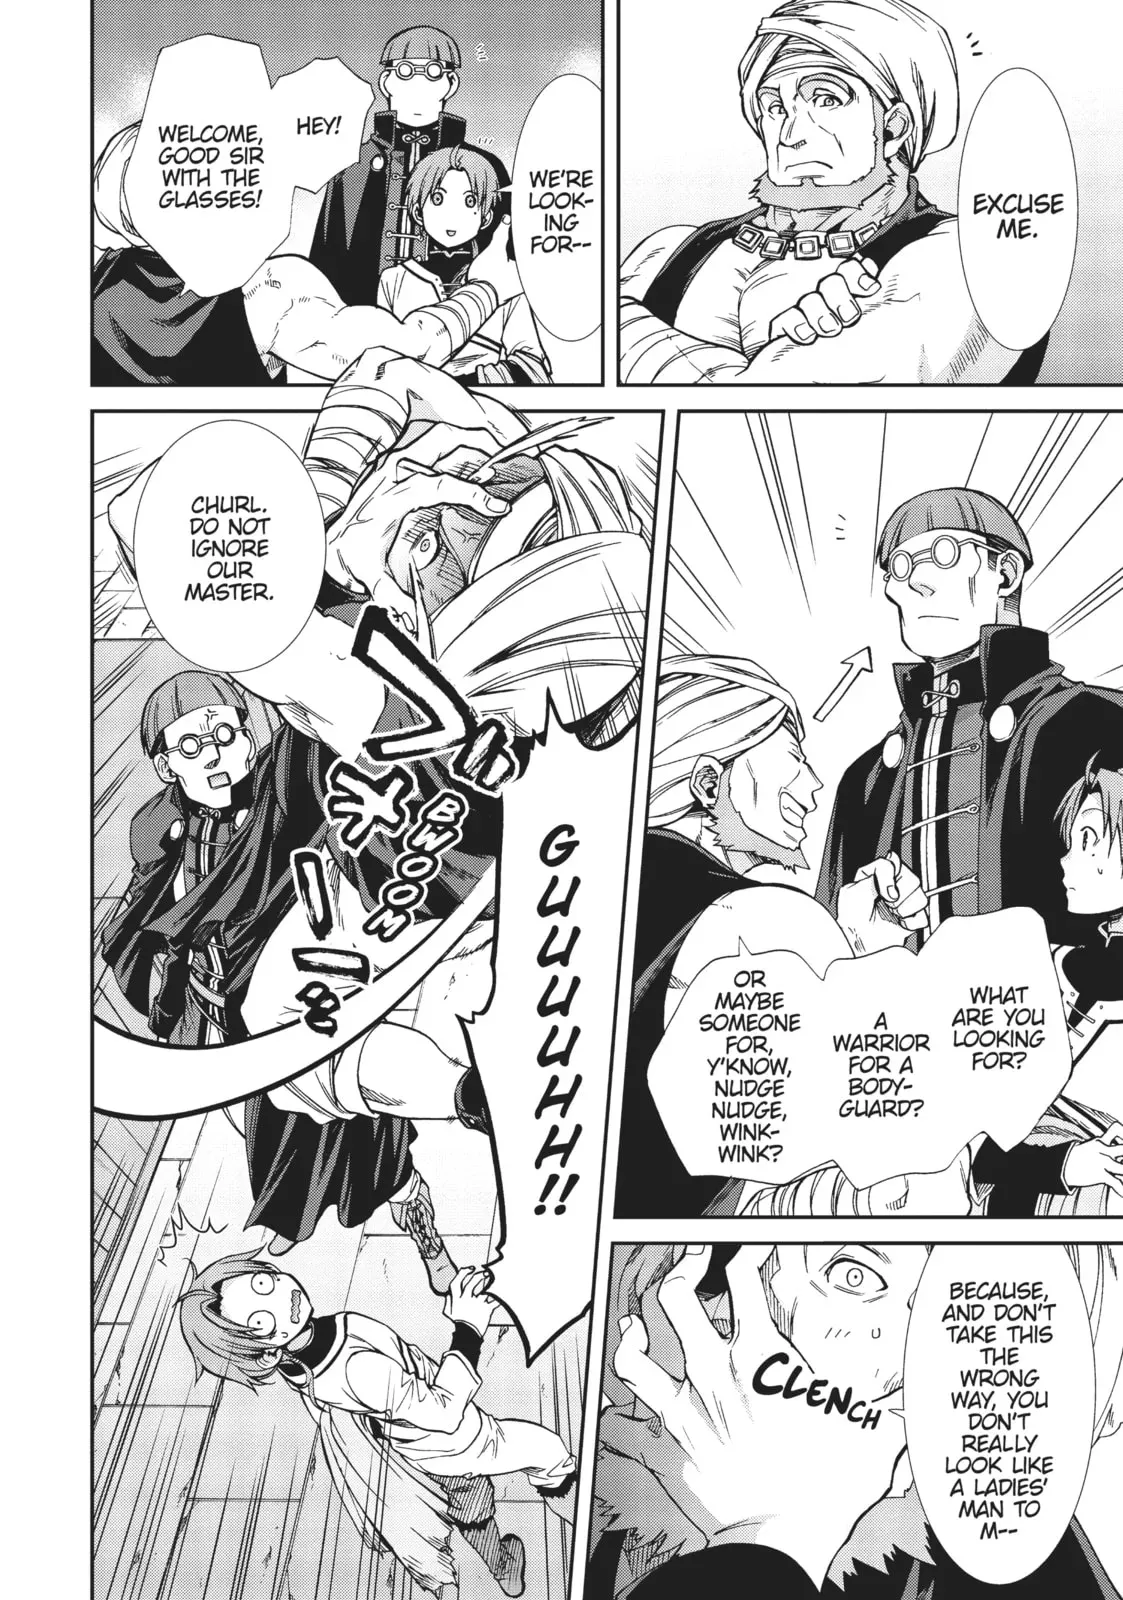 EXCUSE
ME.
WE'RE
LOOK-
ING
FOR--
HEY!
WELCOME,
GOOD SIR
WITH THE
GLASSES!
WHAT
ARE YOU
LOOKING
FOR?
A
WARRIOR
FOR A
BODY-
GUARD?
OR
MAYBE
SOMEONE
FOR,
Y'KNOW,
NUDGE
NUDGE,
WINK-
WINK?
BECAUSE,
AND DON'T
TAKE THIS
THE
WRONG
WAY, YOU
DON'T
REALLY
LOOK LIKE
A LADIES'
MAN TO
M--
CLENCH
CHURL.
DO NOT
IGNORE
OUR
MASTER.
BWOOM
GUUUUUHH!!